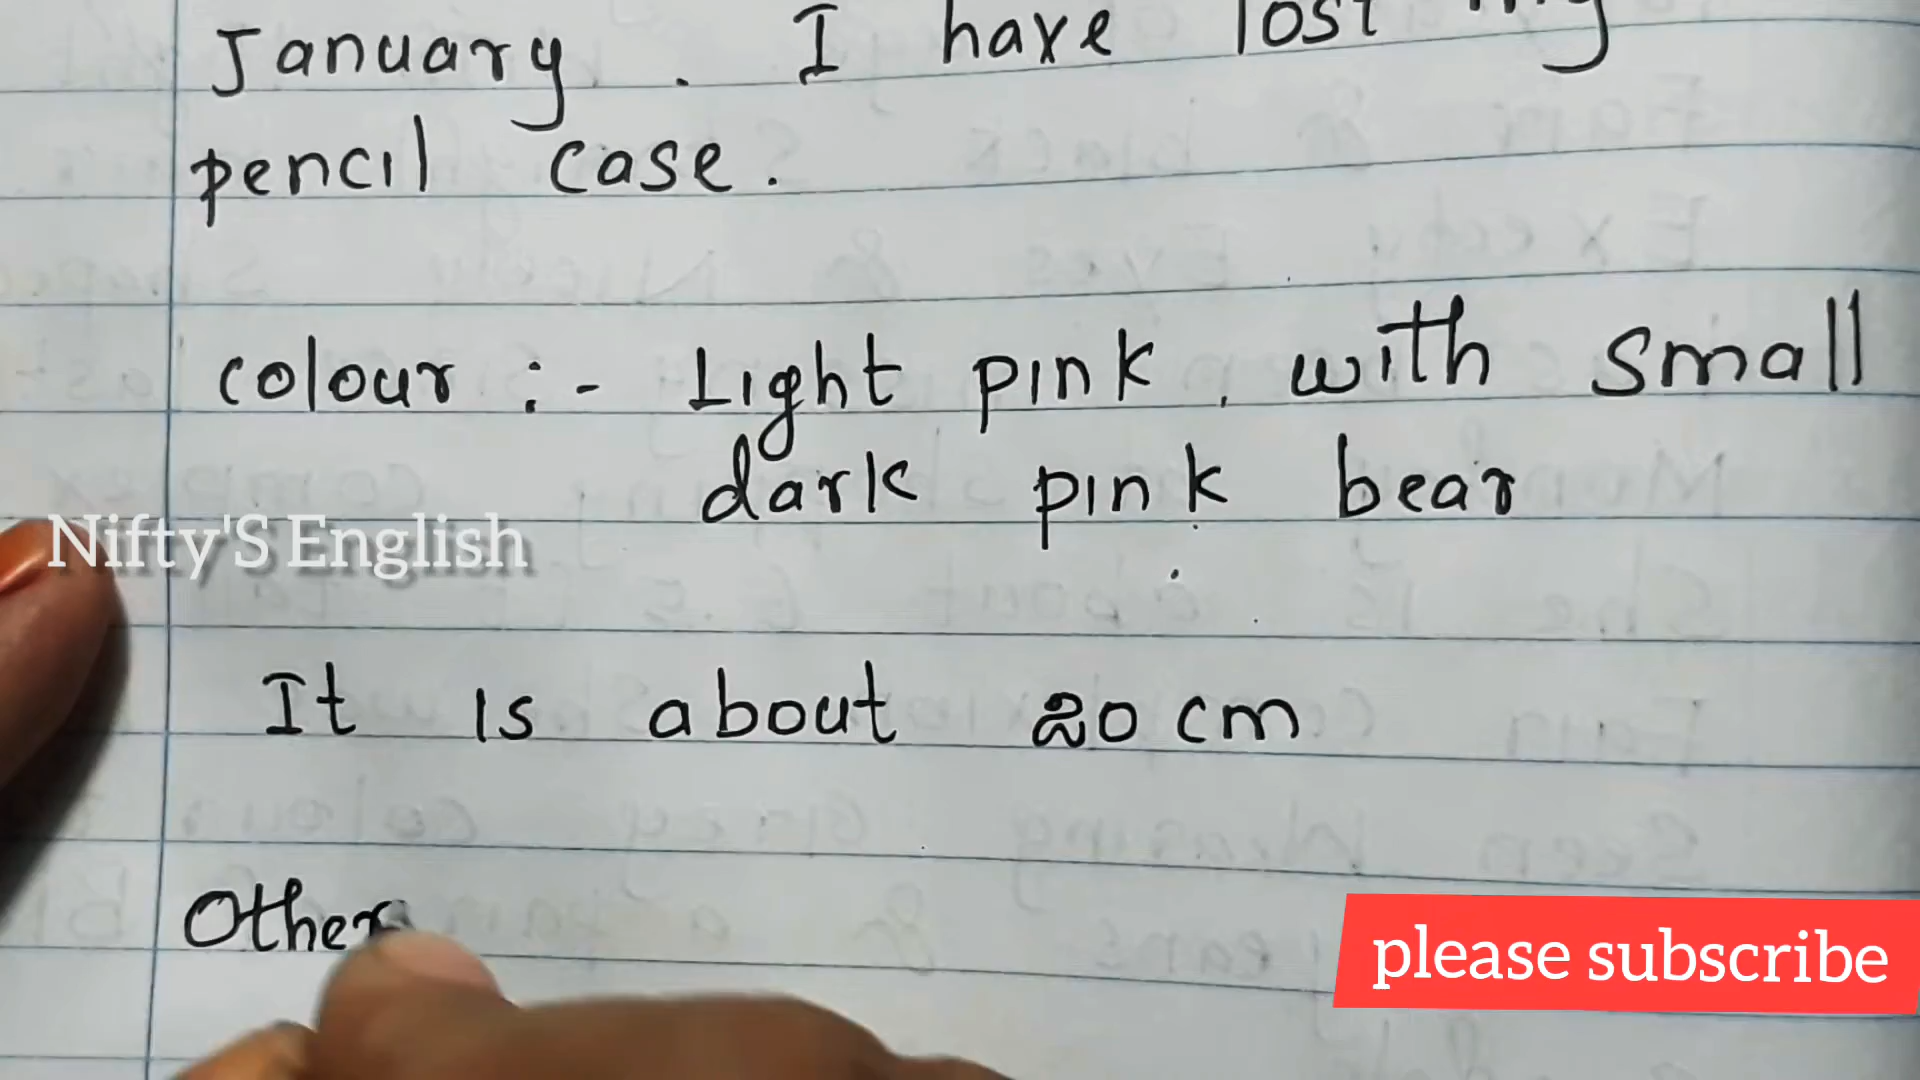 January. I have lost my
pencil case.
colour :- Light pink, with small
dark pink bear
Nifty'S English
It is about 20 cm
Other
please subscribe